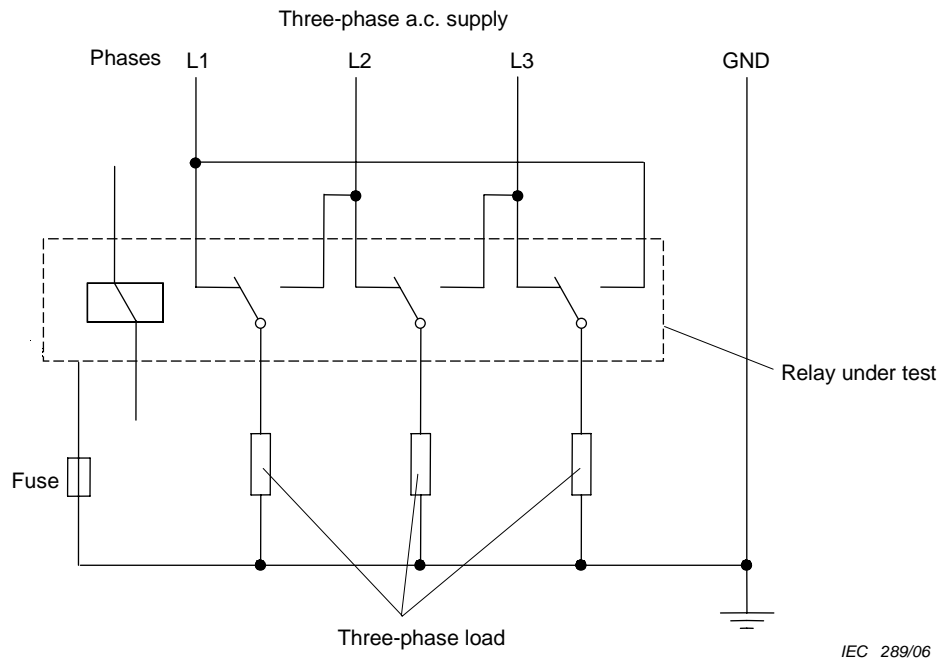 Three-phase a.c. supply
Phases L1 L2 L3 GND
Relay under test
Fuse
Three-phase load
IEC 289/06